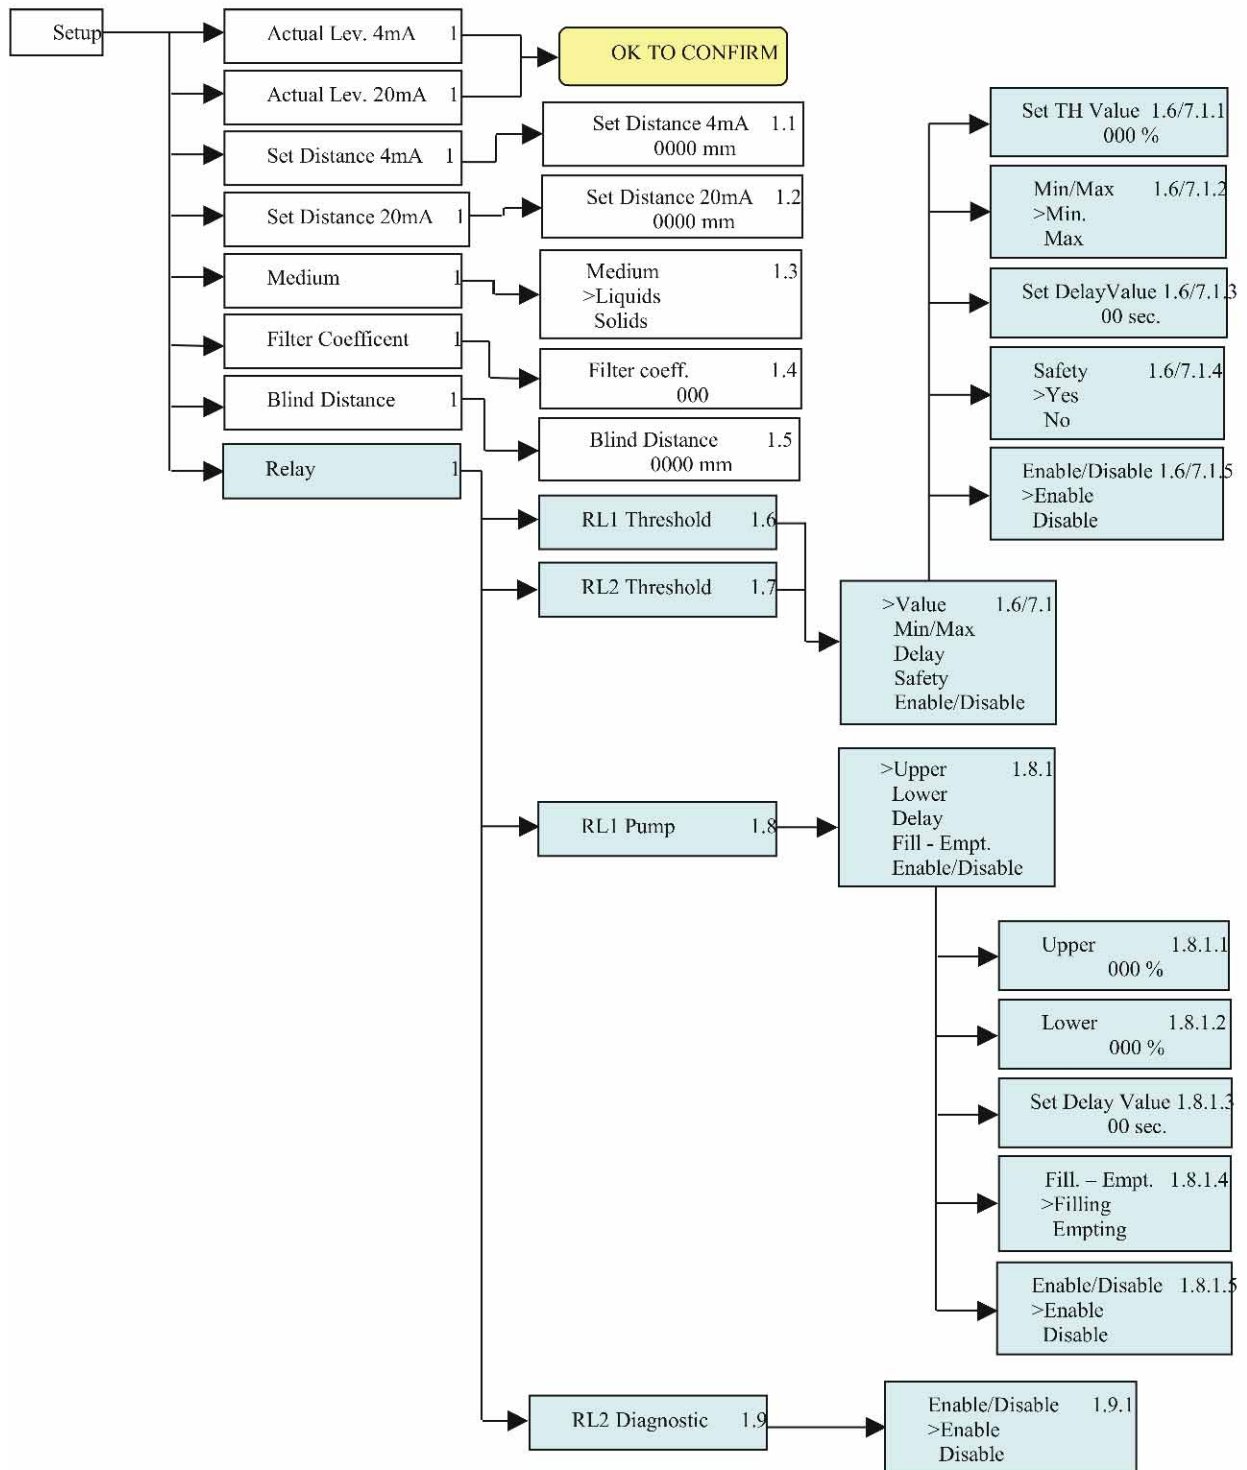 Setup
Actual Lev. 4mA 1
OK TO CONFIRM
Actual Lev. 20mA 1
Set Distance 4mA 1
Set Distance 4mA 1.1
0000 mm
Set Distance 20mA 1
Set Distance 20mA 1.2
0000 mm
Medium 1
Medium 1.3
>Liquids
Solids
Filter Coefficent 1
Filter coeff. 1.4
000
Blind Distance 1
Blind Distance 1.5
0000 mm
Relay 1
RL1 Threshold 1.6
RL2 Threshold 1.7
>Value 1.6/7.1
Min/Max
Delay
Safety
Enable/Disable
Set TH Value 1.6/7.1.1
000 %
Min/Max 1.6/7.1.2
>Min.
Max
Set DelayValue 1.6/7.1.3
00 sec.
Safety 1.6/7.1.4
>Yes
No
Enable/Disable 1.6/7.1.5
>Enable
Disable
RL1 Pump 1.8
>Upper 1.8.1
Lower
Delay
Fill - Empt.
Enable/Disable
Upper 1.8.1.1
000 %
Lower 1.8.1.2
000 %
Set Delay Value 1.8.1.3
00 sec.
Fill. – Empt. 1.8.1.4
>Filling
Empting
Enable/Disable 1.8.1.5
>Enable
Disable
RL2 Diagnostic 1.9
Enable/Disable 1.9.1
>Enable
Disable